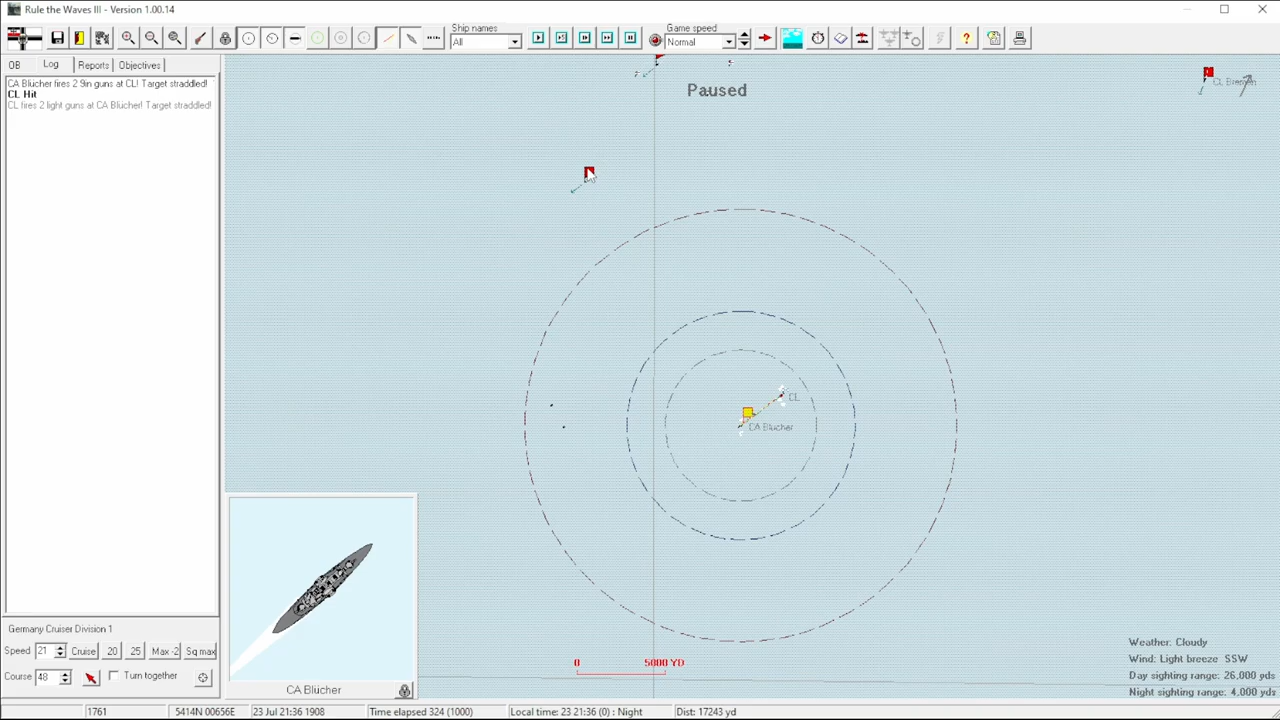 Rule the Waves III - Version 1.00.14
Ship names
All
Game speed
Normal
OB
Log
Reports
Objectives
CA Blücher fires 2 9in guns at CL! Target straddled!
CL Hit
CL fires 2 light guns at CA Blücher! Target straddled!
Paused
CL Bremen
CL
CA Blücher
0
5000 YD
Weather: Cloudy
Wind: Light breeze SSW
Day sighting range: 26,000 yds
Night sighting range: 4,000 yds
Germany Cruiser Division 1
Speed 21 Cruise 20 25 Max -2 Sq max
Course 48 Turn together
CA Blücher
1761 5414N 00656E 23 Jul 21:36 1908 Time elapsed 324 (1000) Local time: 23 21:36 (0) : Night Dist: 17243 yd